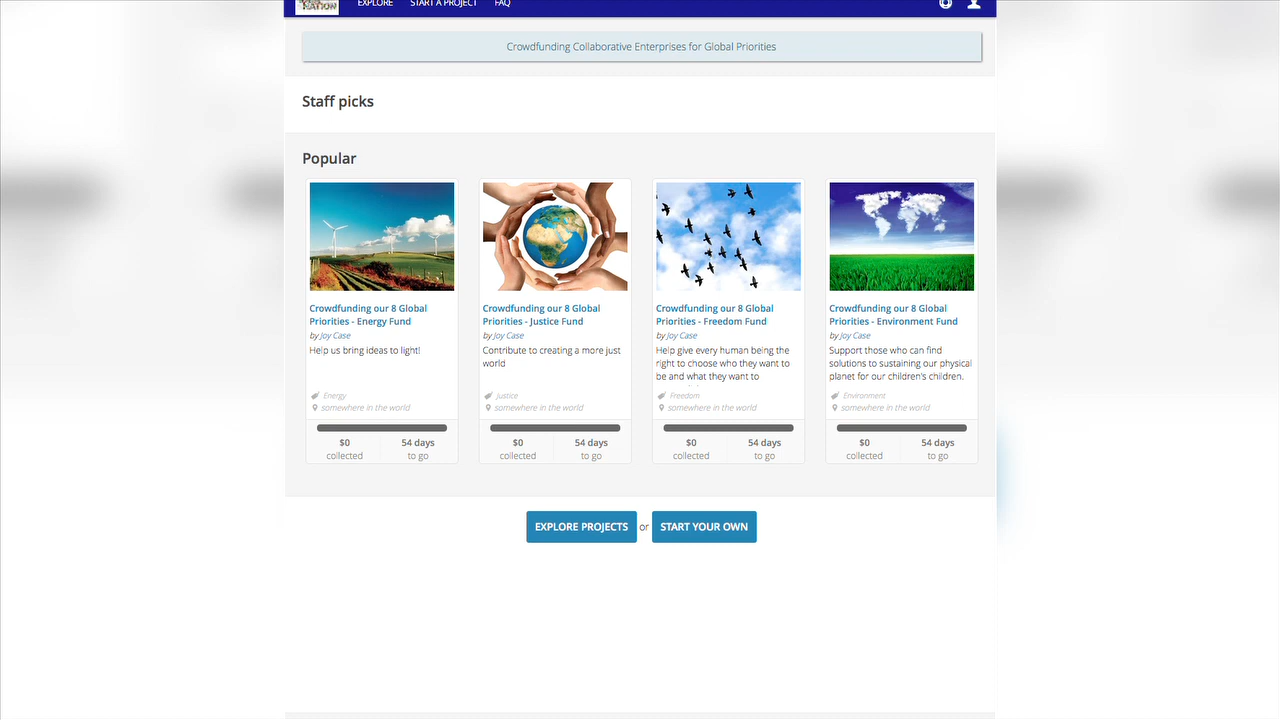 NATION
EXPLORE START A PROJECT FAQ
Crowdfunding Collaborative Enterprises for Global Priorities
Staff picks
Popular
Crowdfunding our 8 Global
Priorities - Energy Fund
by Joy Case
Help us bring ideas to light!
Energy
somewhere in the world
$0 54 days
collected to go
Crowdfunding our 8 Global
Priorities - Justice Fund
by Joy Case
Contribute to creating a more just
world
Justice
somewhere in the world
$0 54 days
collected to go
Crowdfunding our 8 Global
Priorities - Freedom Fund
by Joy Case
Help give every human being the
right to choose who they want to
be and what they want to
Freedom
somewhere in the world
$0 54 days
collected to go
Crowdfunding our 8 Global
Priorities - Environment Fund
by Joy Case
Support those who can find
solutions to sustaining our physical
planet for our children's children.
Environment
somewhere in the world
$0 54 days
collected to go
EXPLORE PROJECTS or START YOUR OWN